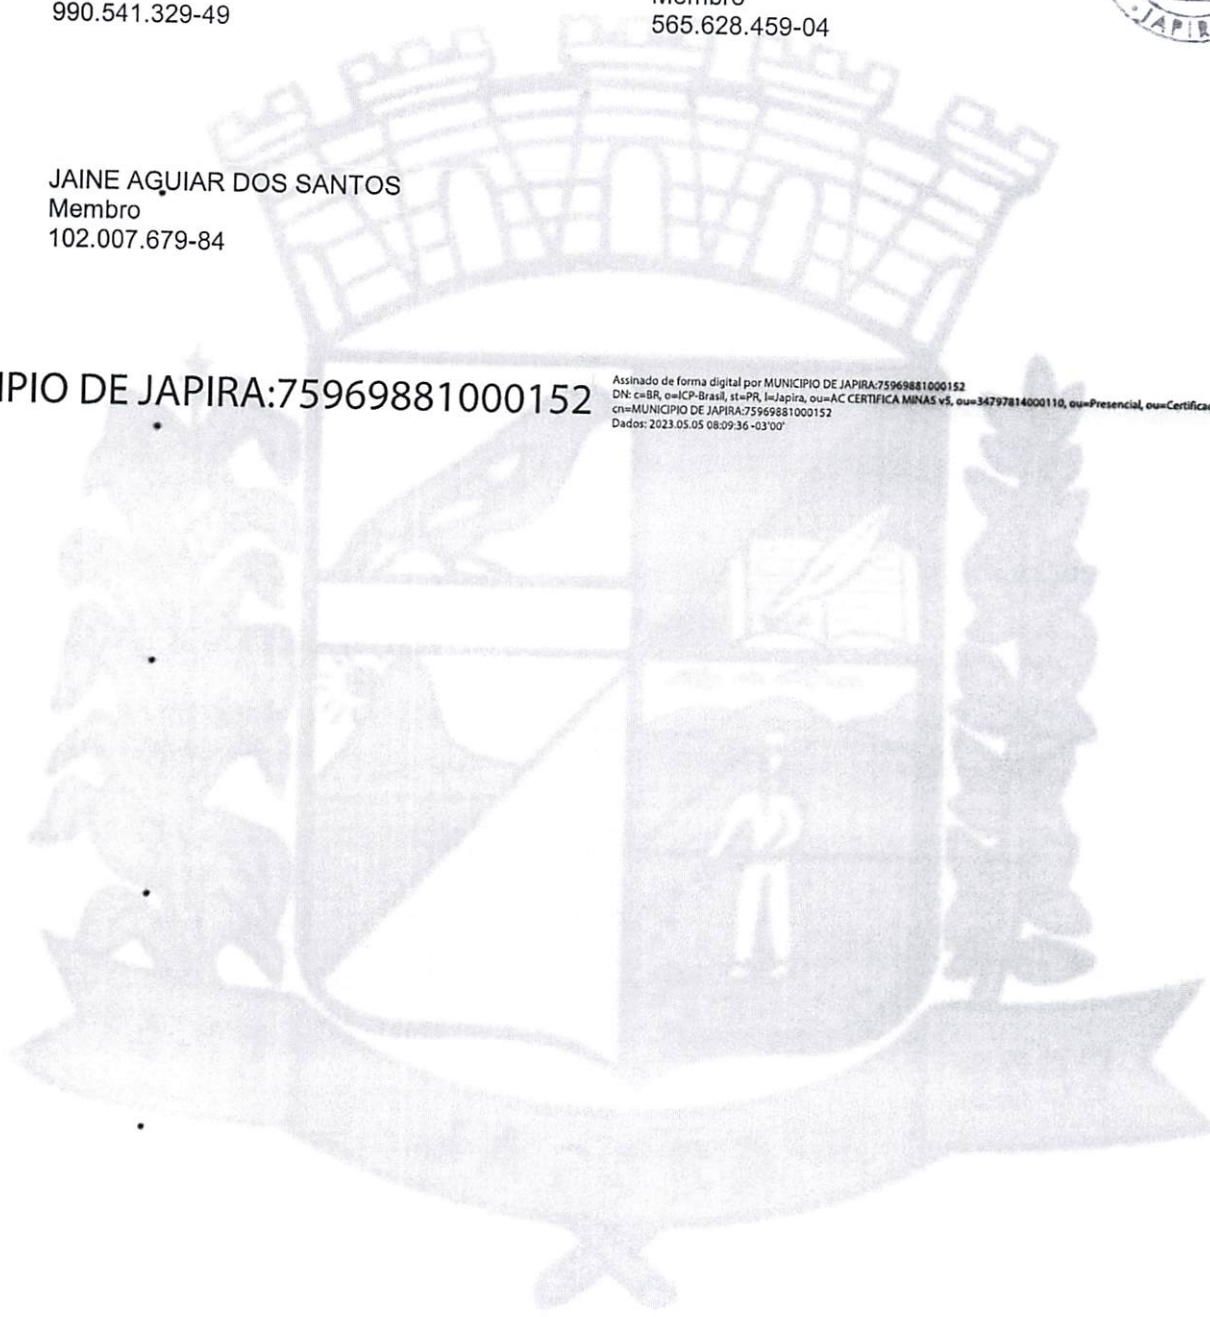 990.541.329-49
Membro
565.628.459-04
JAPIR
JAINE AGUIAR DOS SANTOS
Membro
102.007.679-84
IPIO DE JAPIRA:75969881000152
Assinado de forma digital por MUNICIPIO DE JAPIRA:75969881000152
DN: c=BR, o=ICP-Brasil, st=PR, l=Japira, ou=AC CERTIFICA MINAS v5, ou=34797814000110, ou=Presencial, ou=Certificad
cn=MUNICIPIO DE JAPIRA:75969881000152
Dados: 2023.05.05 08:09:36 -03'00'